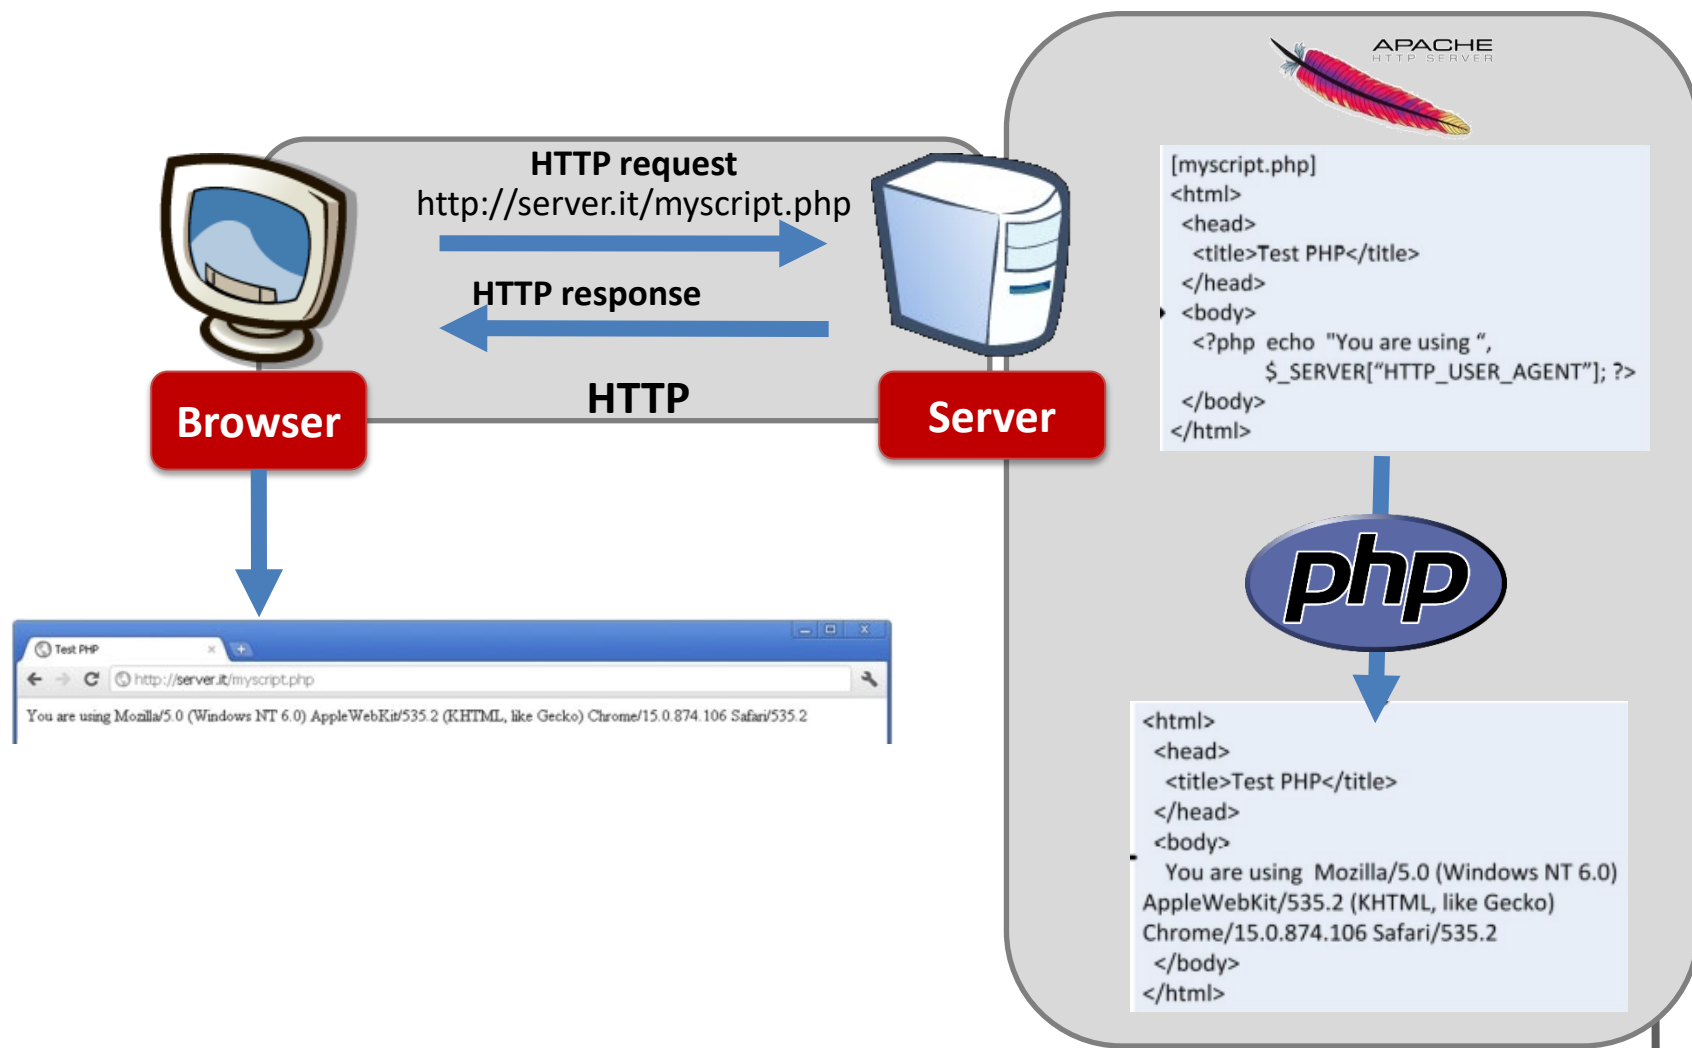 APACHE
HTTP SERVER
HTTP request
http://server.it/myscript.php
HTTP response
HTTP
Browser
Server
[myscript.php]
<html>
<head>
<title>Test PHP</title>
</head>
<body>
<?php echo "You are using “,
$_SERVER[“HTTP_USER_AGENT”]; ?>
</body>
</html>
php
Test PHP
http://server.it/myscript.php
You are using Mozilla/5.0 (Windows NT 6.0) AppleWebKit/535.2 (KHTML, like Gecko) Chrome/15.0.874.106 Safari/535.2
<html>
<head>
<title>Test PHP</title>
</head>
<body>
You are using Mozilla/5.0 (Windows NT 6.0)
AppleWebKit/535.2 (KHTML, like Gecko)
Chrome/15.0.874.106 Safari/535.2
</body>
</html>